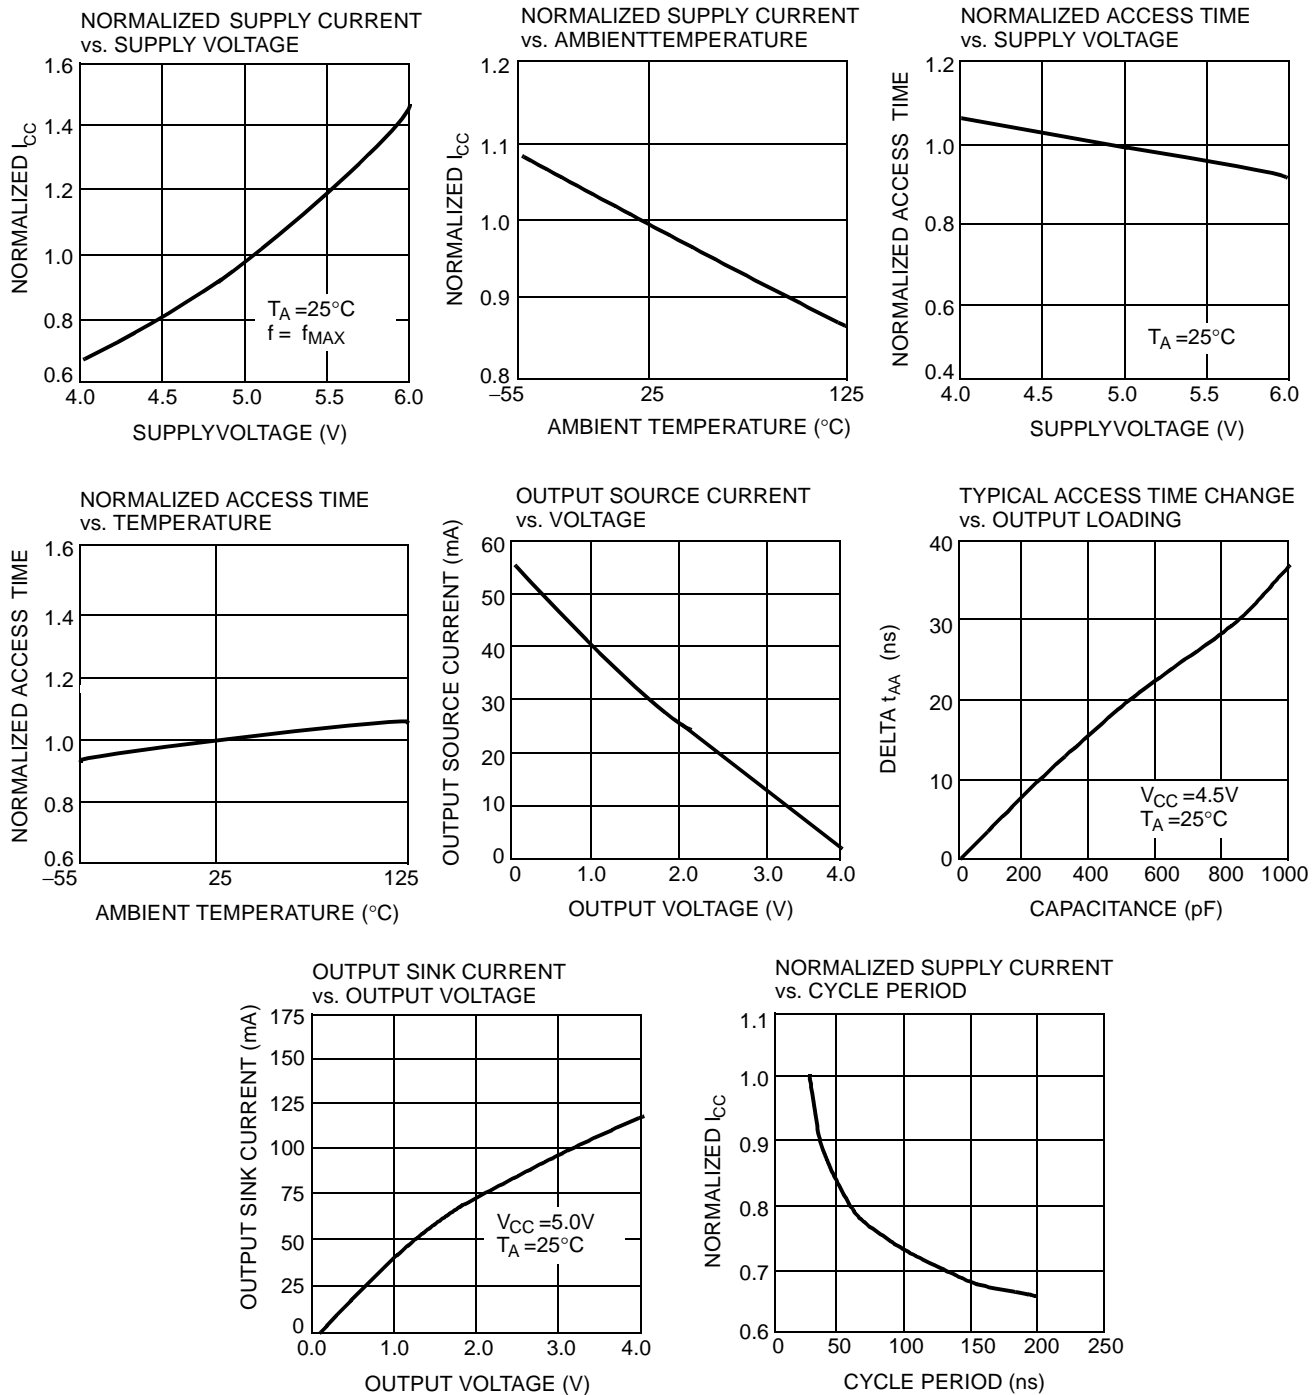 NORMALIZED SUPPLY CURRENT
vs. SUPPLY VOLTAGE
1.6
1.4
1.2
1.0
0.8
0.6
NORMALIZED ICC
TA =25°C
f = fMAX
4.0 4.5 5.0 5.5 6.0
SUPPLYVOLTAGE (V)
NORMALIZED SUPPLY CURRENT
vs. AMBIENTTEMPERATURE
1.2
1.1
1.0
0.9
0.8
NORMALIZED ICC
–55 25 125
AMBIENT TEMPERATURE (°C)
NORMALIZED ACCESS TIME
vs. SUPPLY VOLTAGE
1.2
1.0
0.8
0.6
0.4
NORMALIZED ACCESS TIME
TA =25°C
4.0 4.5 5.0 5.5 6.0
SUPPLYVOLTAGE (V)
NORMALIZED ACCESS TIME
vs. TEMPERATURE
1.6
1.4
1.2
1.0
0.8
0.6
NORMALIZED ACCESS TIME
–55 25 125
AMBIENT TEMPERATURE (°C)
OUTPUT SOURCE CURRENT
vs. VOLTAGE
60
50
40
30
20
10
0
OUTPUT SOURCE CURRENT (mA)
0 1.0 2.0 3.0 4.0
OUTPUT VOLTAGE (V)
TYPICAL ACCESS TIME CHANGE
vs. OUTPUT LOADING
40
30
20
10
0
DELTA tAA (ns)
VCC =4.5V
TA =25°C
0 200 400 600 800 1000
CAPACITANCE (pF)
OUTPUT SINK CURRENT
vs. OUTPUT VOLTAGE
175
150
125
100
75
50
25
0
OUTPUT SINK CURRENT (mA)
VCC =5.0V
TA =25°C
0.0 1.0 2.0 3.0 4.0
OUTPUT VOLTAGE (V)
NORMALIZED SUPPLY CURRENT
vs. CYCLE PERIOD
1.1
1.0
0.9
0.8
0.7
0.6
NORMALIZED ICC
0 50 100 150 200 250
CYCLE PERIOD (ns)